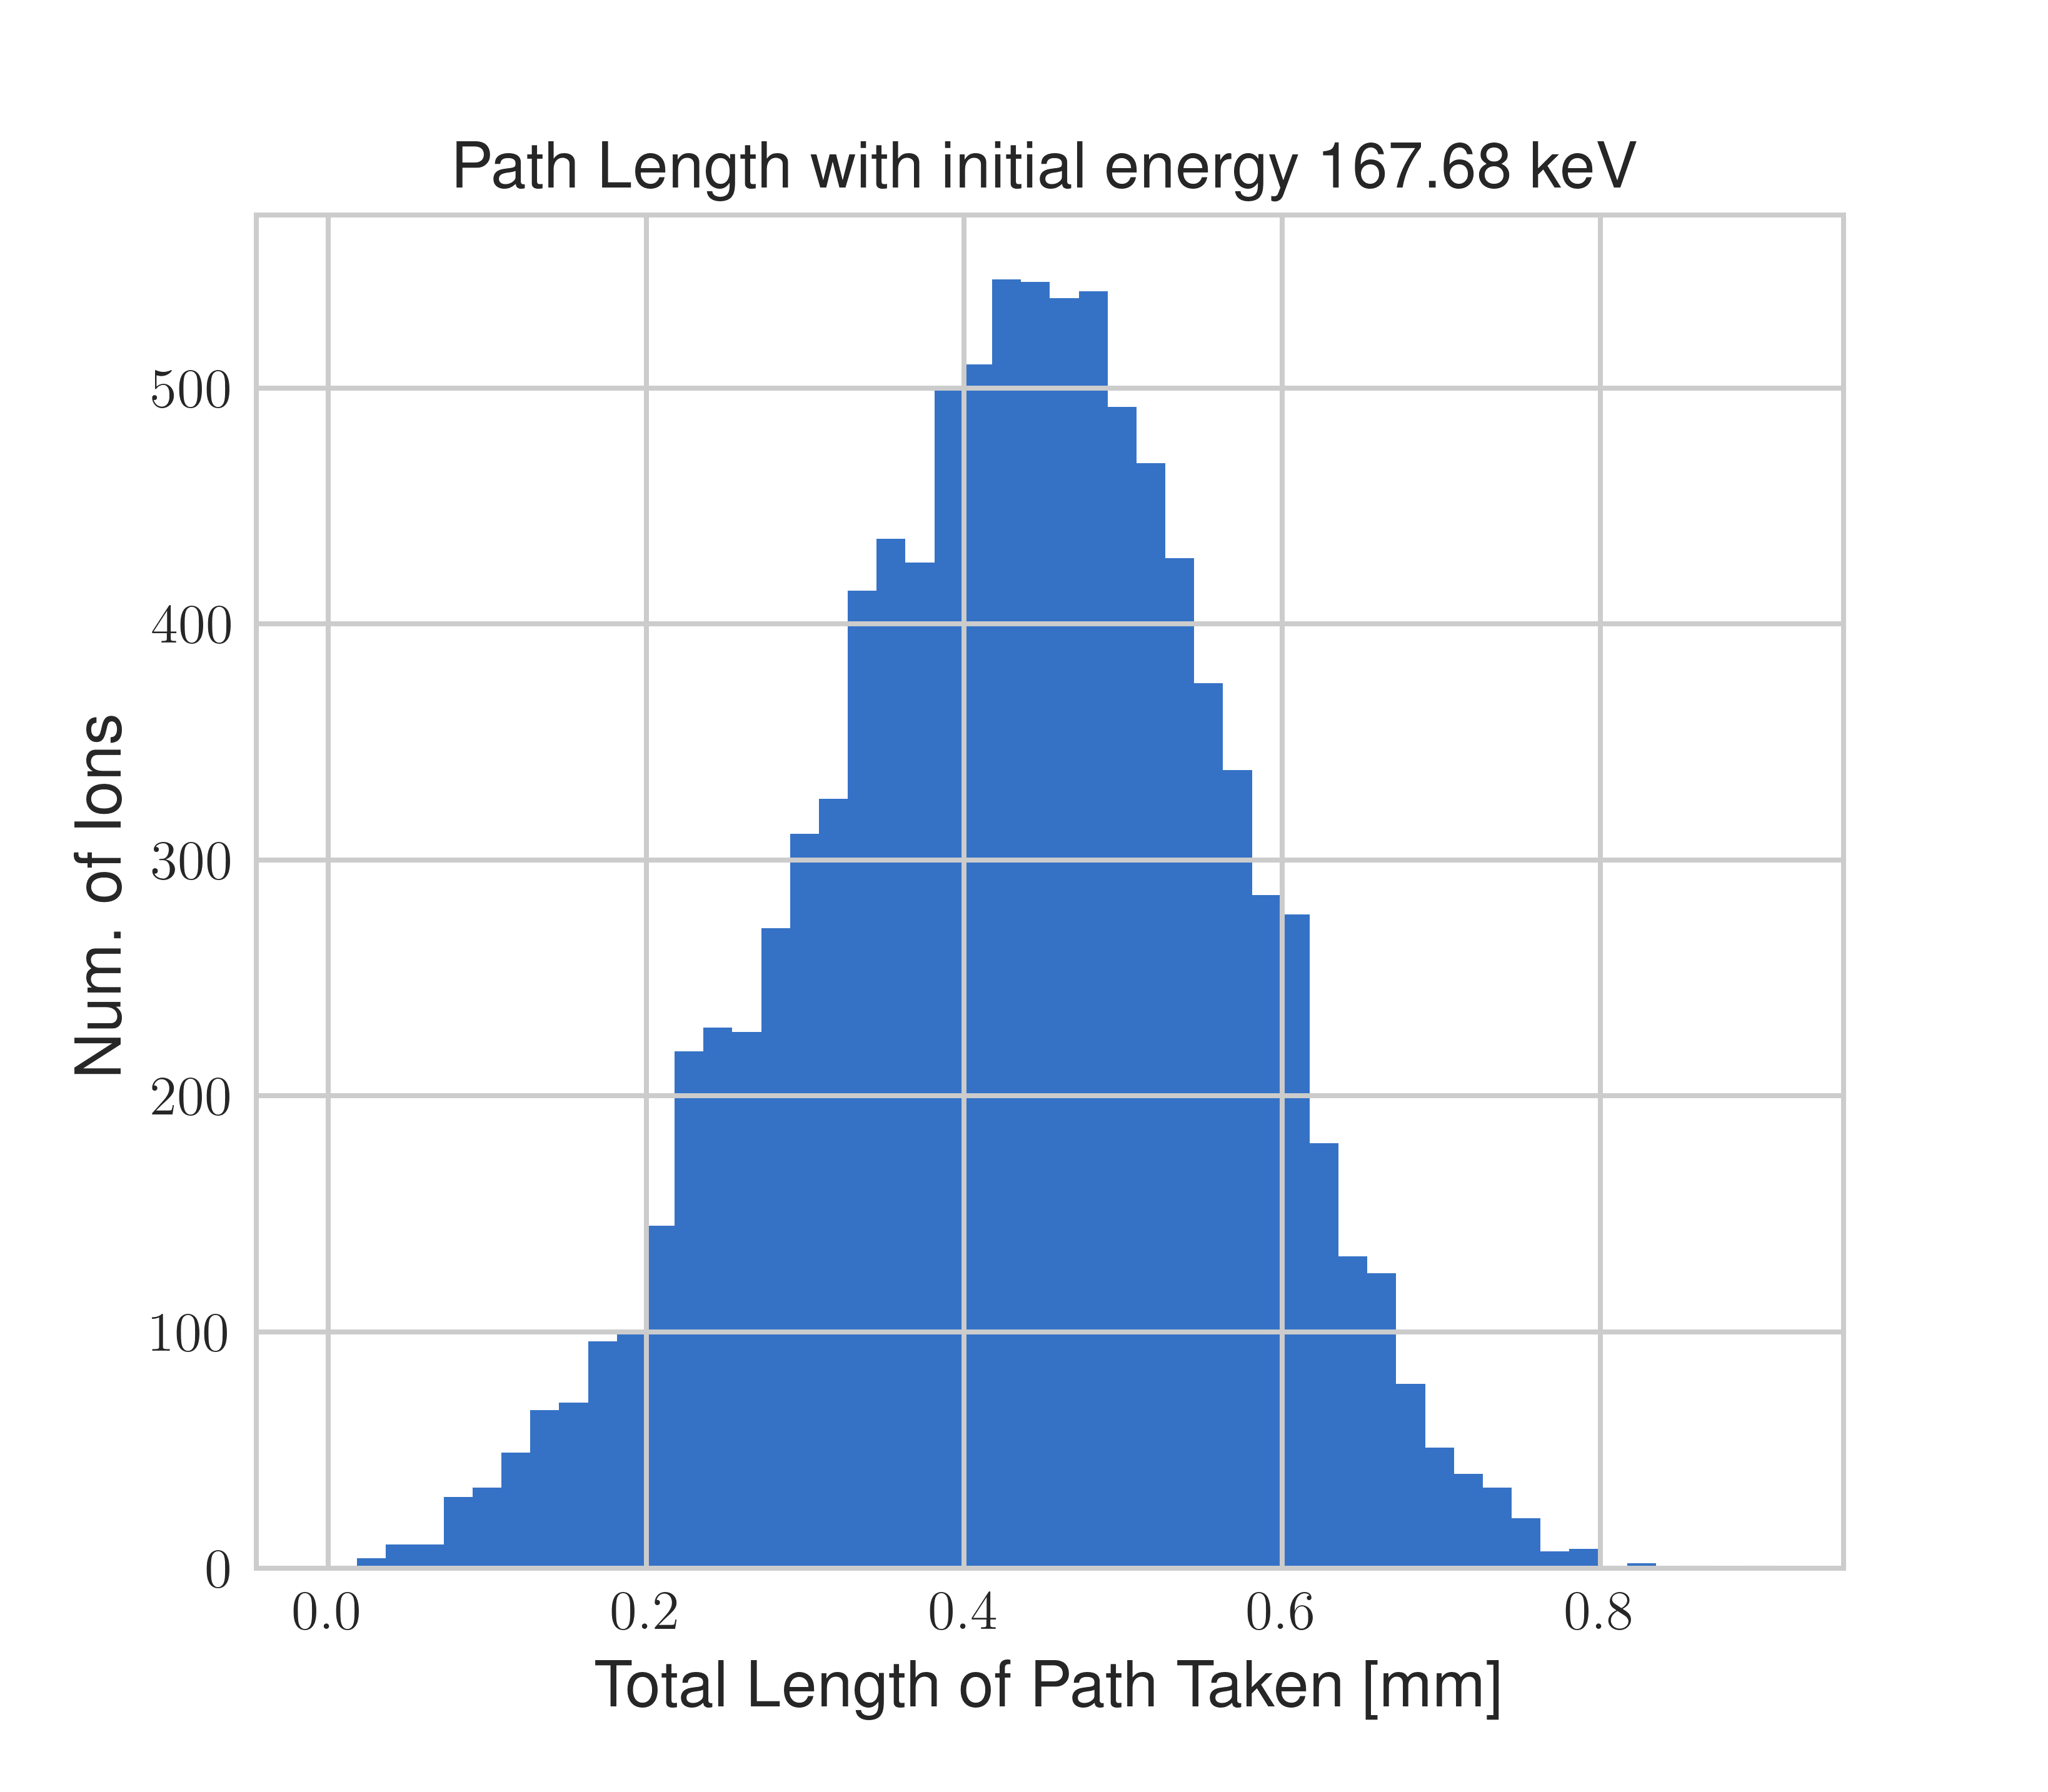 Path Length with initial energy 167.68 keV
Num. of Ions
500
400
300
200
100
0
0.0 0.2 0.4 0.6 0.8
Total Length of Path Taken [mm]